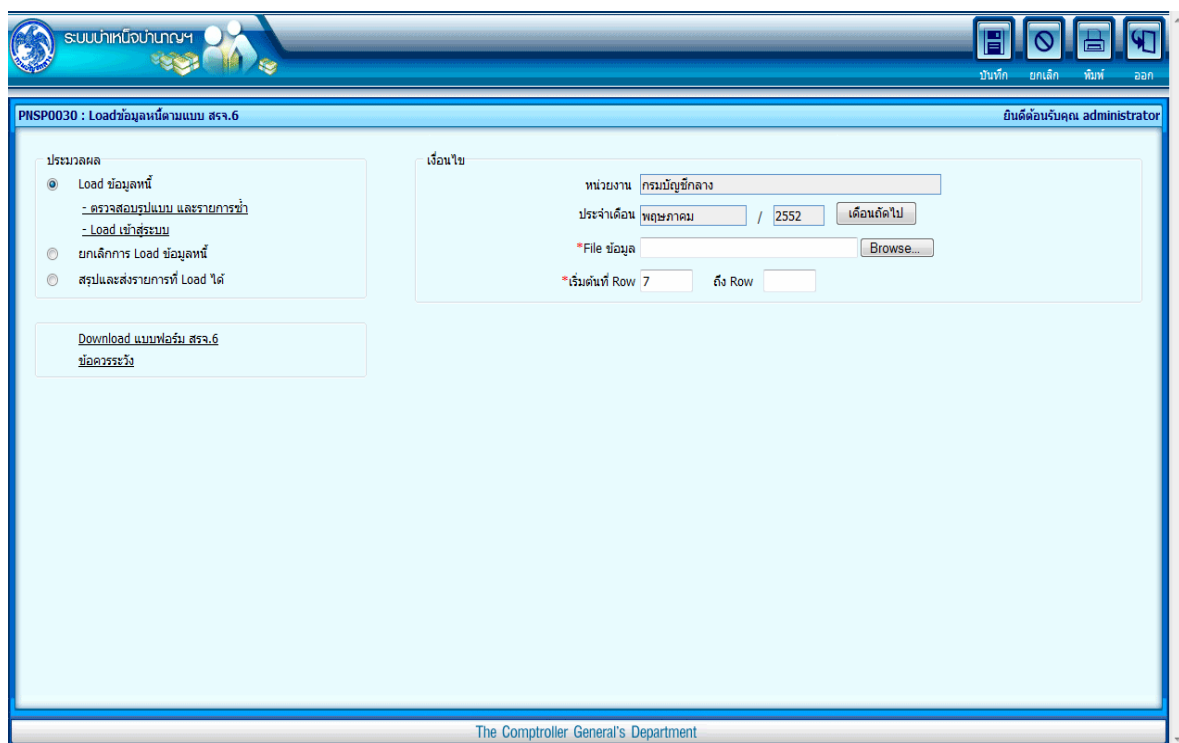 ระบบบำเหน็จบำนาญฯ
บันทึก ยกเลิก พิมพ์ ออก
PNSP0030 : Loadข้อมูลหนี้ตามแบบ สรจ.6 ยินดีต้อนรับคุณ administrator
ประมวลผล
Load ข้อมูลหนี้
- ตรวจสอบรูปแบบ และรายการซ้ำ
- Load เข้าสู่ระบบ
ยกเลิกการ Load ข้อมูลหนี้
สรุปและส่งรายการที่ Load ได้
Download แบบฟอร์ม สรจ.6
ข้อควรระวัง
เงื่อนไข
หน่วยงาน กรมบัญชีกลาง
ประจำเดือน พฤษภาคม / 2552 เดือนถัดไป
*File ข้อมูล Browse...
*เริ่มต้นที่ Row 7 ถึง Row
The Comptroller General's Department